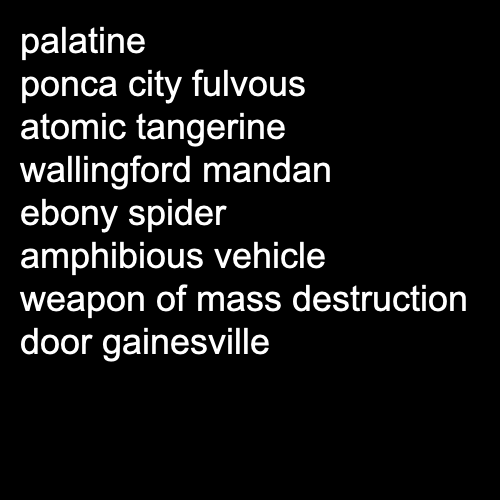 palatine
ponca city fulvous
atomic tangerine
wallingford mandan
ebony spider
amphibious vehicle
weapon of mass destruction
door gainesville